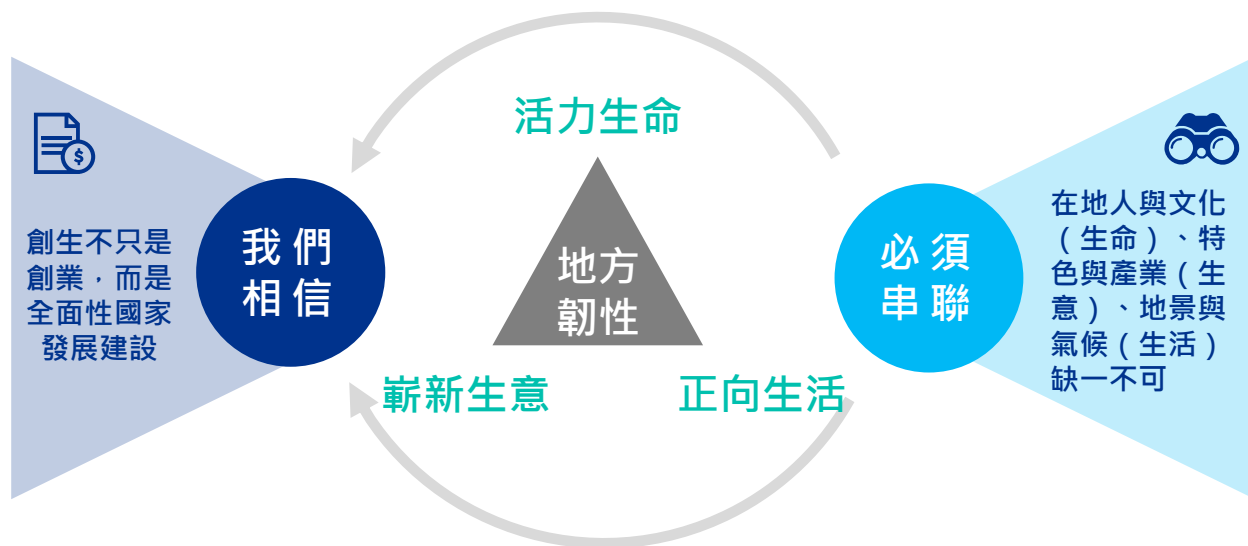 創生不只是
創業，而是
全面性國家
發展建設
我們
相信
活力生命
地方
韌性
嶄新生意
正向生活
必須
串聯
在地人與文化
（生命）、特
色與產業（生
意）、地景與
氣候（生活）
缺一不可
$